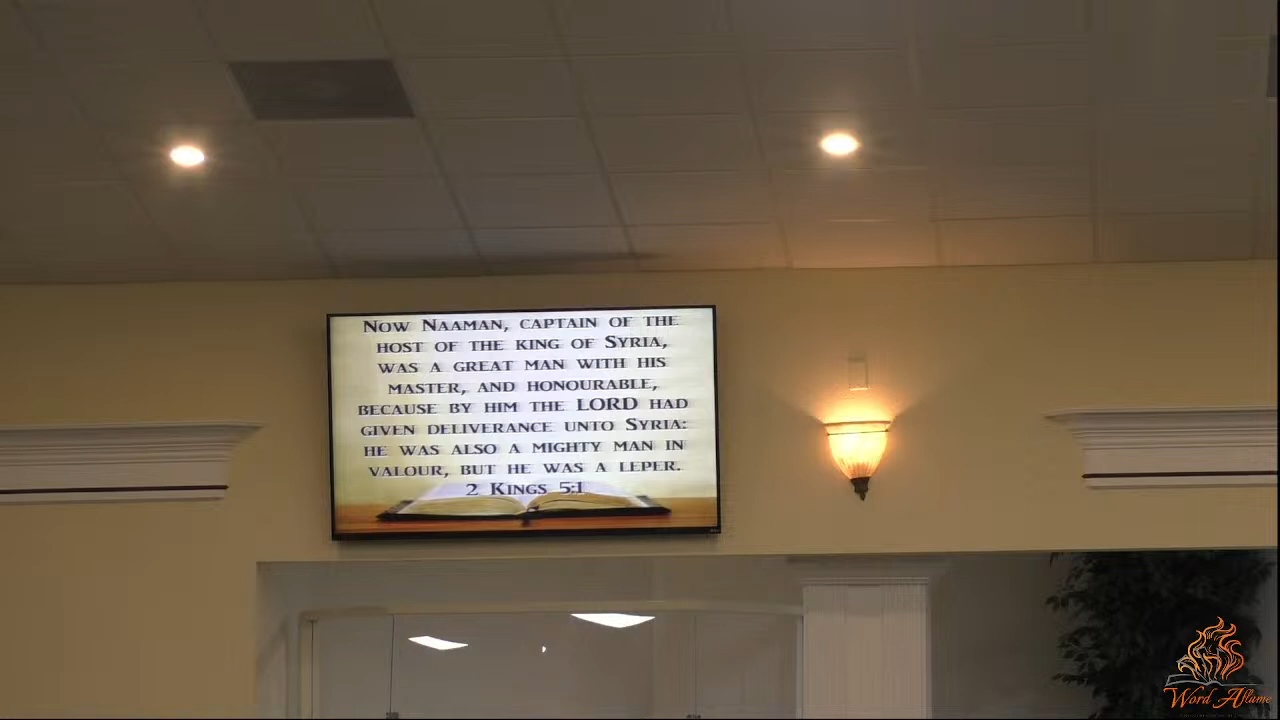 Now Naaman, captain of the
host of the king of Syria,
was a great man with his
master, and honourable,
because by him the LORD had
given deliverance unto Syria:
he was also a mighty man in
valour, but he was a leper.
2 Kings 5:1
Word Aflame